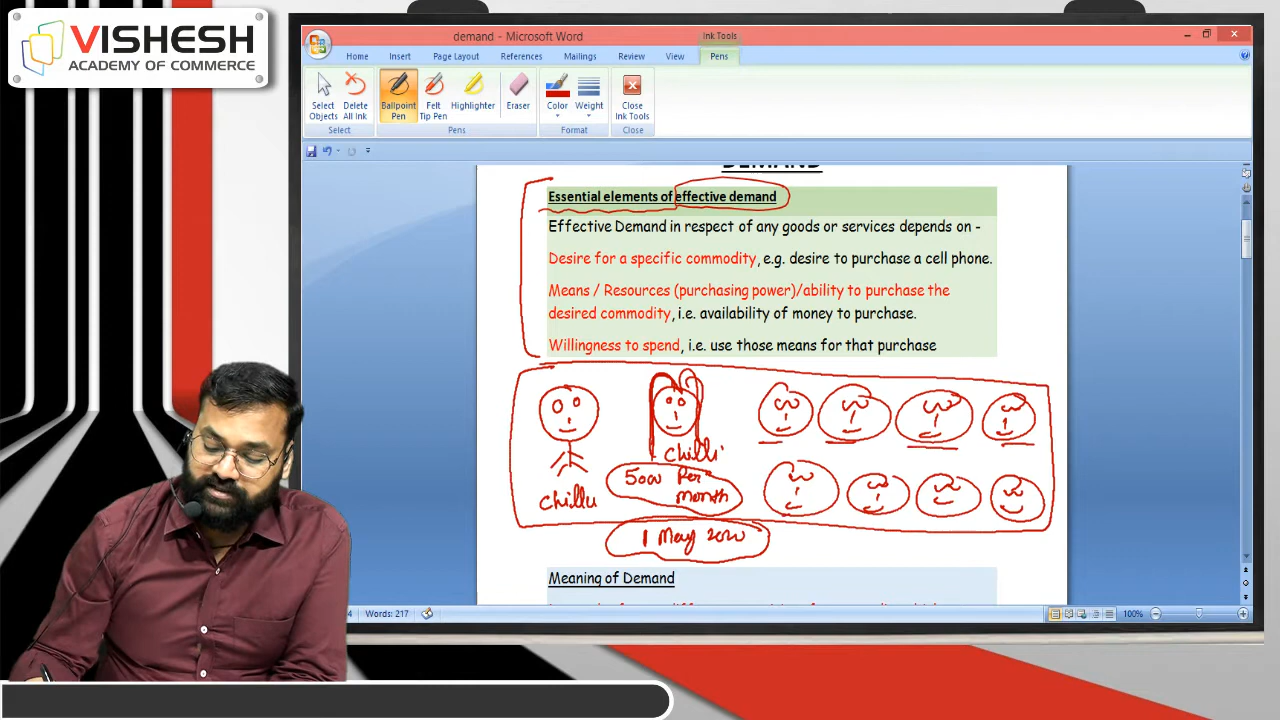 VISHESH
ACADEMY OF COMMERCE
demand - Microsoft Word
Ink Tools
Home Insert Page Layout References Mailings Review View Pens
Select Objects
Delete All Ink
Ballpoint Pen
Felt Tip Pen
Highlighter
Eraser
Color
Weight
Close Ink Tools
Select Pens Format Close
DEMAND
Essential elements of effective demand
Effective Demand in respect of any goods or services depends on -
Desire for a specific commodity, e.g. desire to purchase a cell phone.
Means / Resources (purchasing power)/ability to purchase the
desired commodity, i.e. availability of money to purchase.
Willingness to spend, i.e. use those means for that purchase
chilli
5000 Per
month
chillu
1 May 2020
Meaning of Demand
4 Words: 217 100%